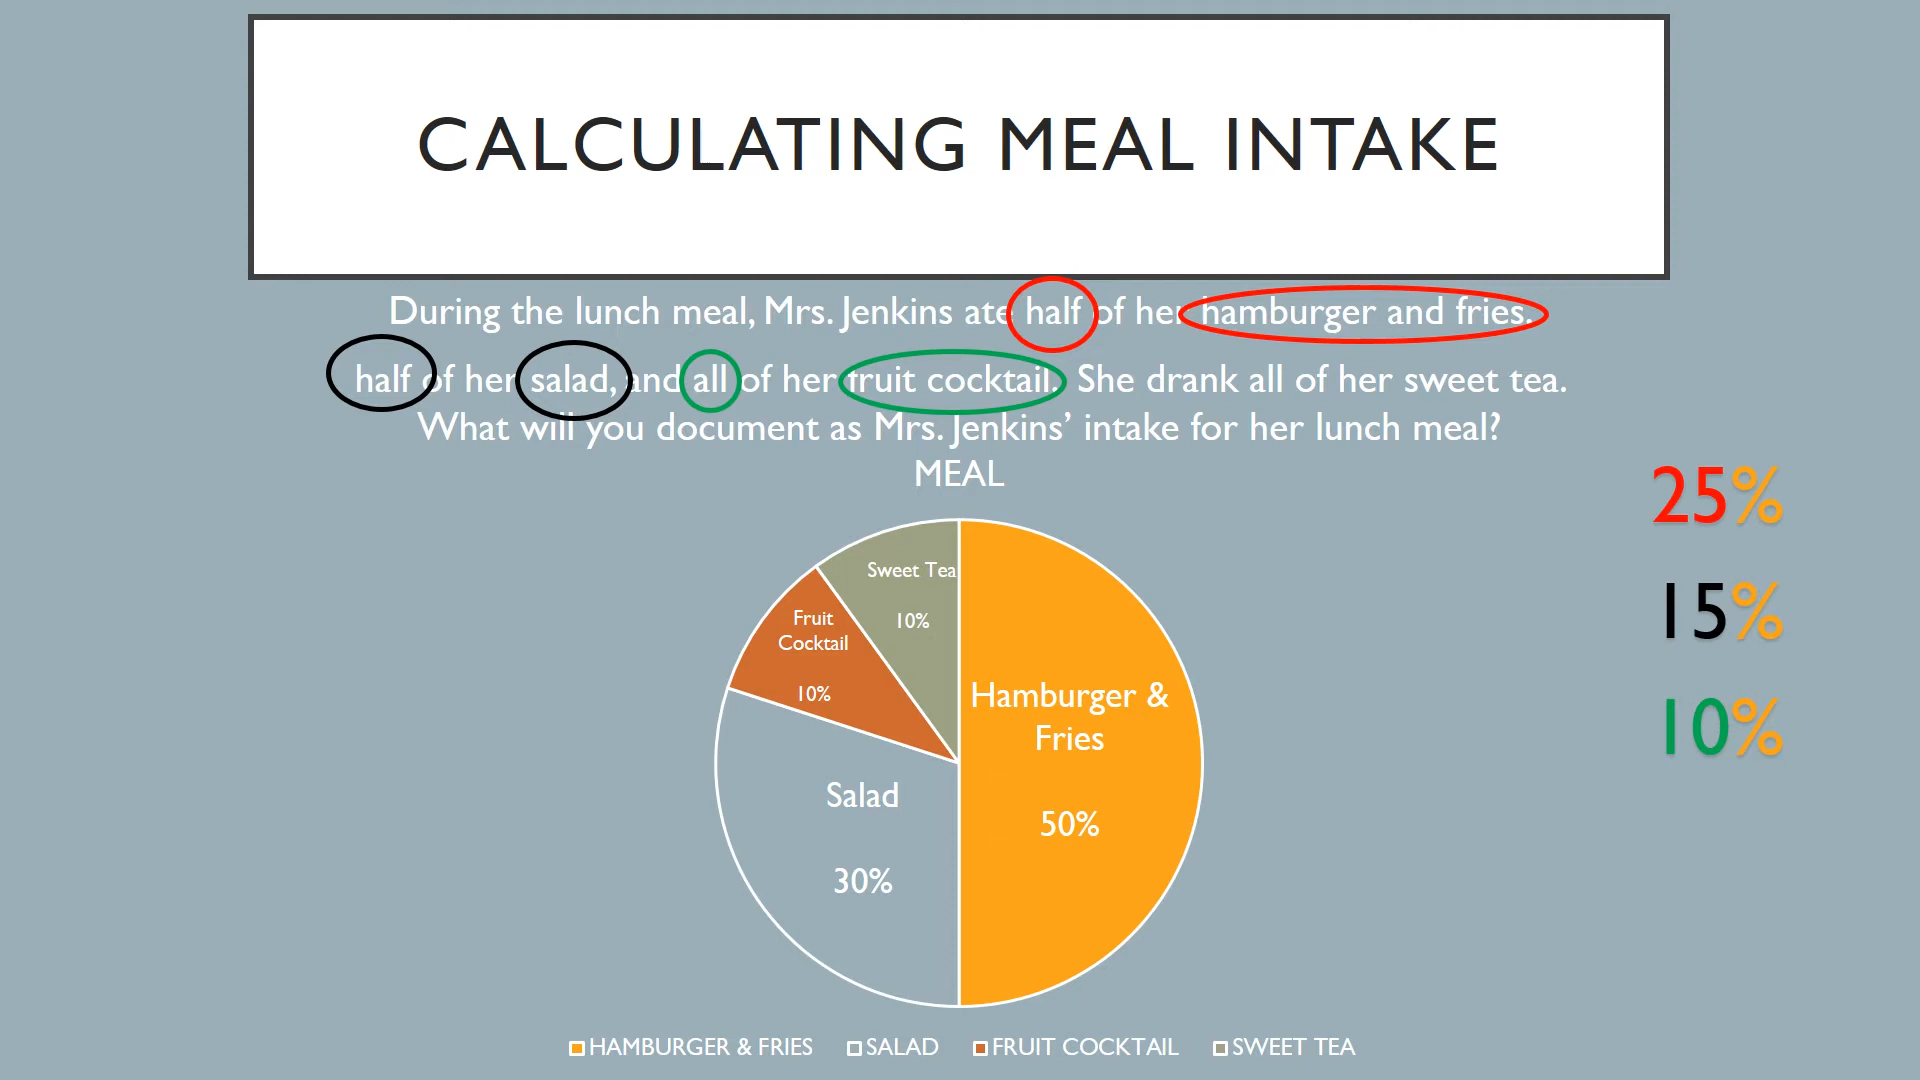 CALCULATING MEAL INTAKE
During the lunch meal, Mrs. Jenkins ate half of her hamburger and fries.
half of her salad, and all of her fruit cocktail. She drank all of her sweet tea.
What will you document as Mrs. Jenkins’ intake for her lunch meal?
MEAL
25%
15%
10%
Sweet Tea
10%
Fruit
Cocktail
10%
Hamburger &
Fries
50%
Salad
30%
HAMBURGER & FRIES SALAD FRUIT COCKTAIL SWEET TEA